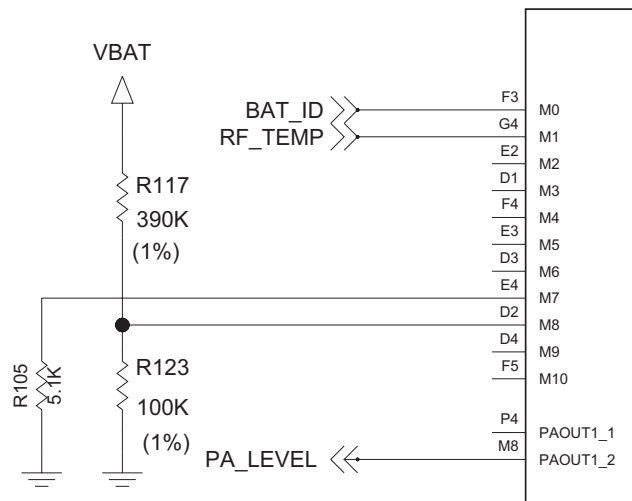 VBAT
BAT_ID
RF_TEMP
R117
390K
(1%)
R105
5.1K
R123
100K
(1%)
PA_LEVEL
F3 M0
G4 M1
E2 M2
D1 M3
F4 M4
E3 M5
D3 M6
E4 M7
D2 M8
D4 M9
F5 M10
P4 PAOUT1_1
M8 PAOUT1_2